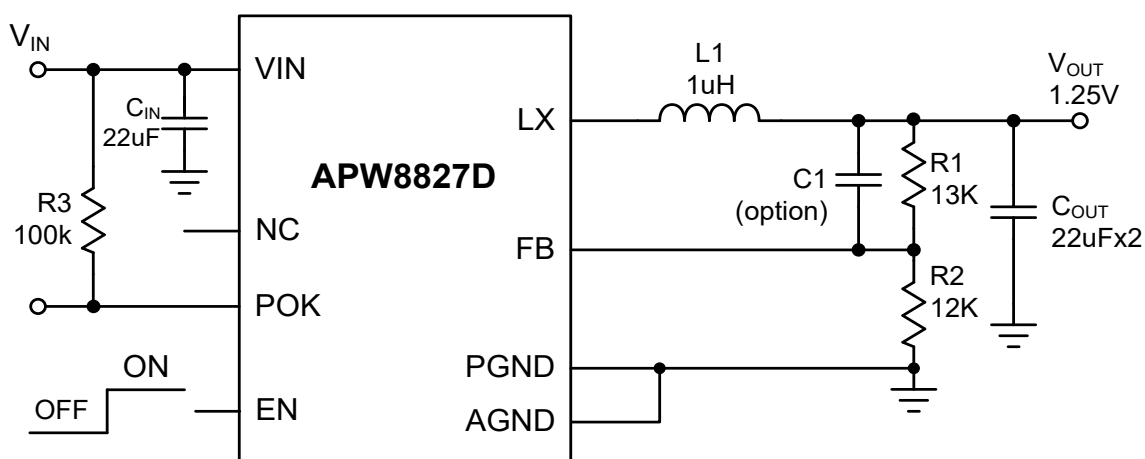 VIN
VIN
CIN
22uF
R3
100k
NC
POK
ON
OFF
EN
APW8827D
LX
FB
PGND
AGND
L1
1uH
C1
(option)
R1
13K
R2
12K
VOUT
1.25V
COUT
22uFx2